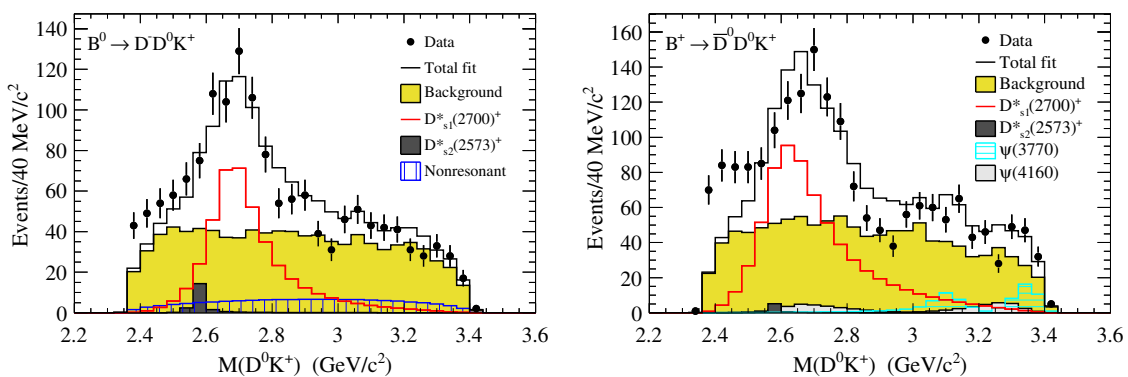 B⁰ → D⁻D⁰K⁺
Data
Total fit
Background
D*s1(2700)⁺
D*s2(2573)⁺
Nonresonant
Events/40 MeV/c²
140
120
100
80
60
40
20
0
2.2 2.4 2.6 2.8 3 3.2 3.4 3.6
M(D⁰K⁺) (GeV/c²)
B⁺ → D̅⁰D⁰K⁺
Data
Total fit
Background
D*s1(2700)⁺
D*s2(2573)⁺
ψ(3770)
ψ(4160)
Events/40 MeV/c²
160
140
120
100
80
60
40
20
0
2.2 2.4 2.6 2.8 3 3.2 3.4 3.6
M(D⁰K⁺) (GeV/c²)